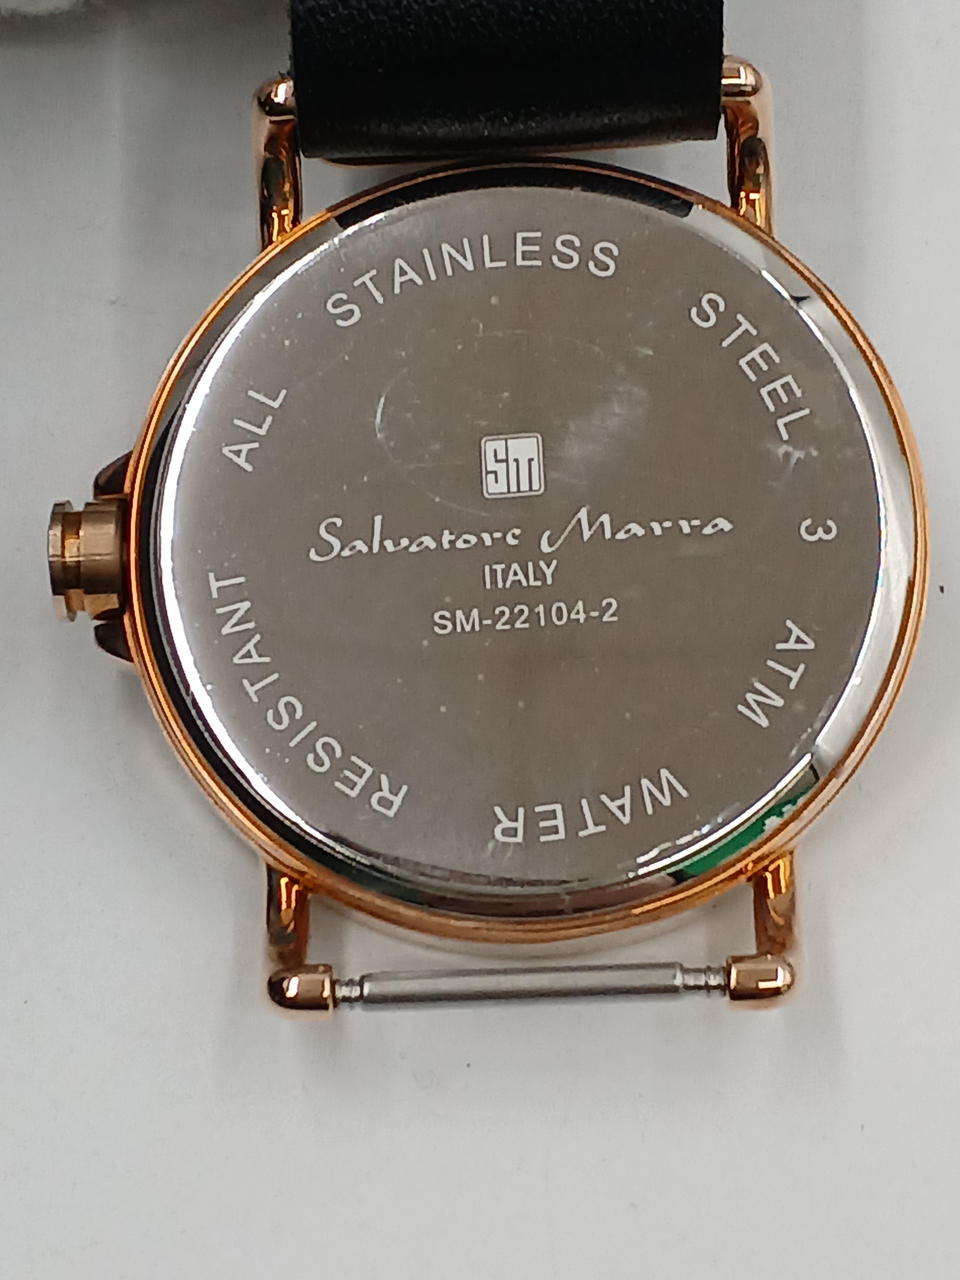 ALL STAINLESS STEEL 3 ATM WATER RESISTANT
SM
Salvatore Marra
ITALY
SM-22104-2